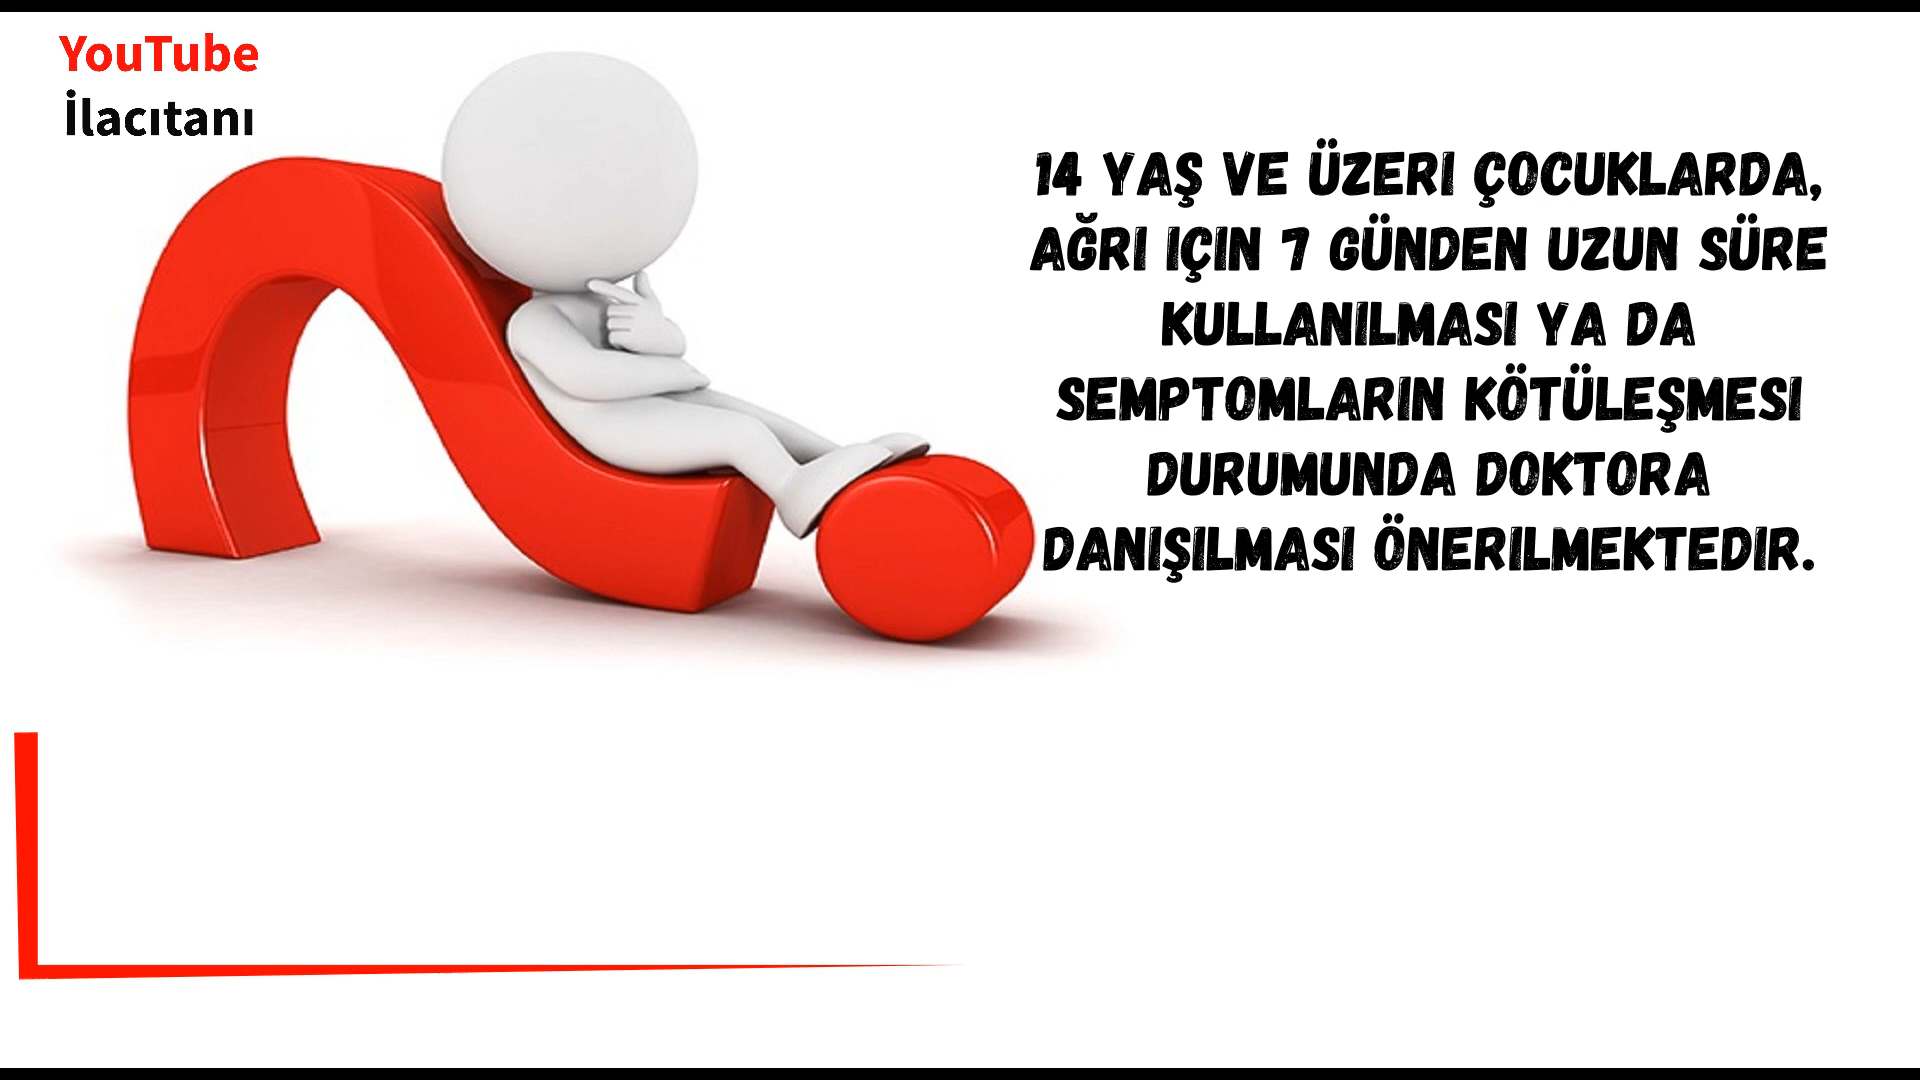 YouTube
İlacıtanı
14 YAŞ VE ÜZERI ÇOCUKLARDA,
AĞRI IÇIN 7 GÜNDEN UZUN SÜRE
KULLANILMASI YA DA
SEMPTOMLARIN KÖTÜLEŞMESI
DURUMUNDA DOKTORA
DANIŞILMASI ÖNERILMEKTEDIR.